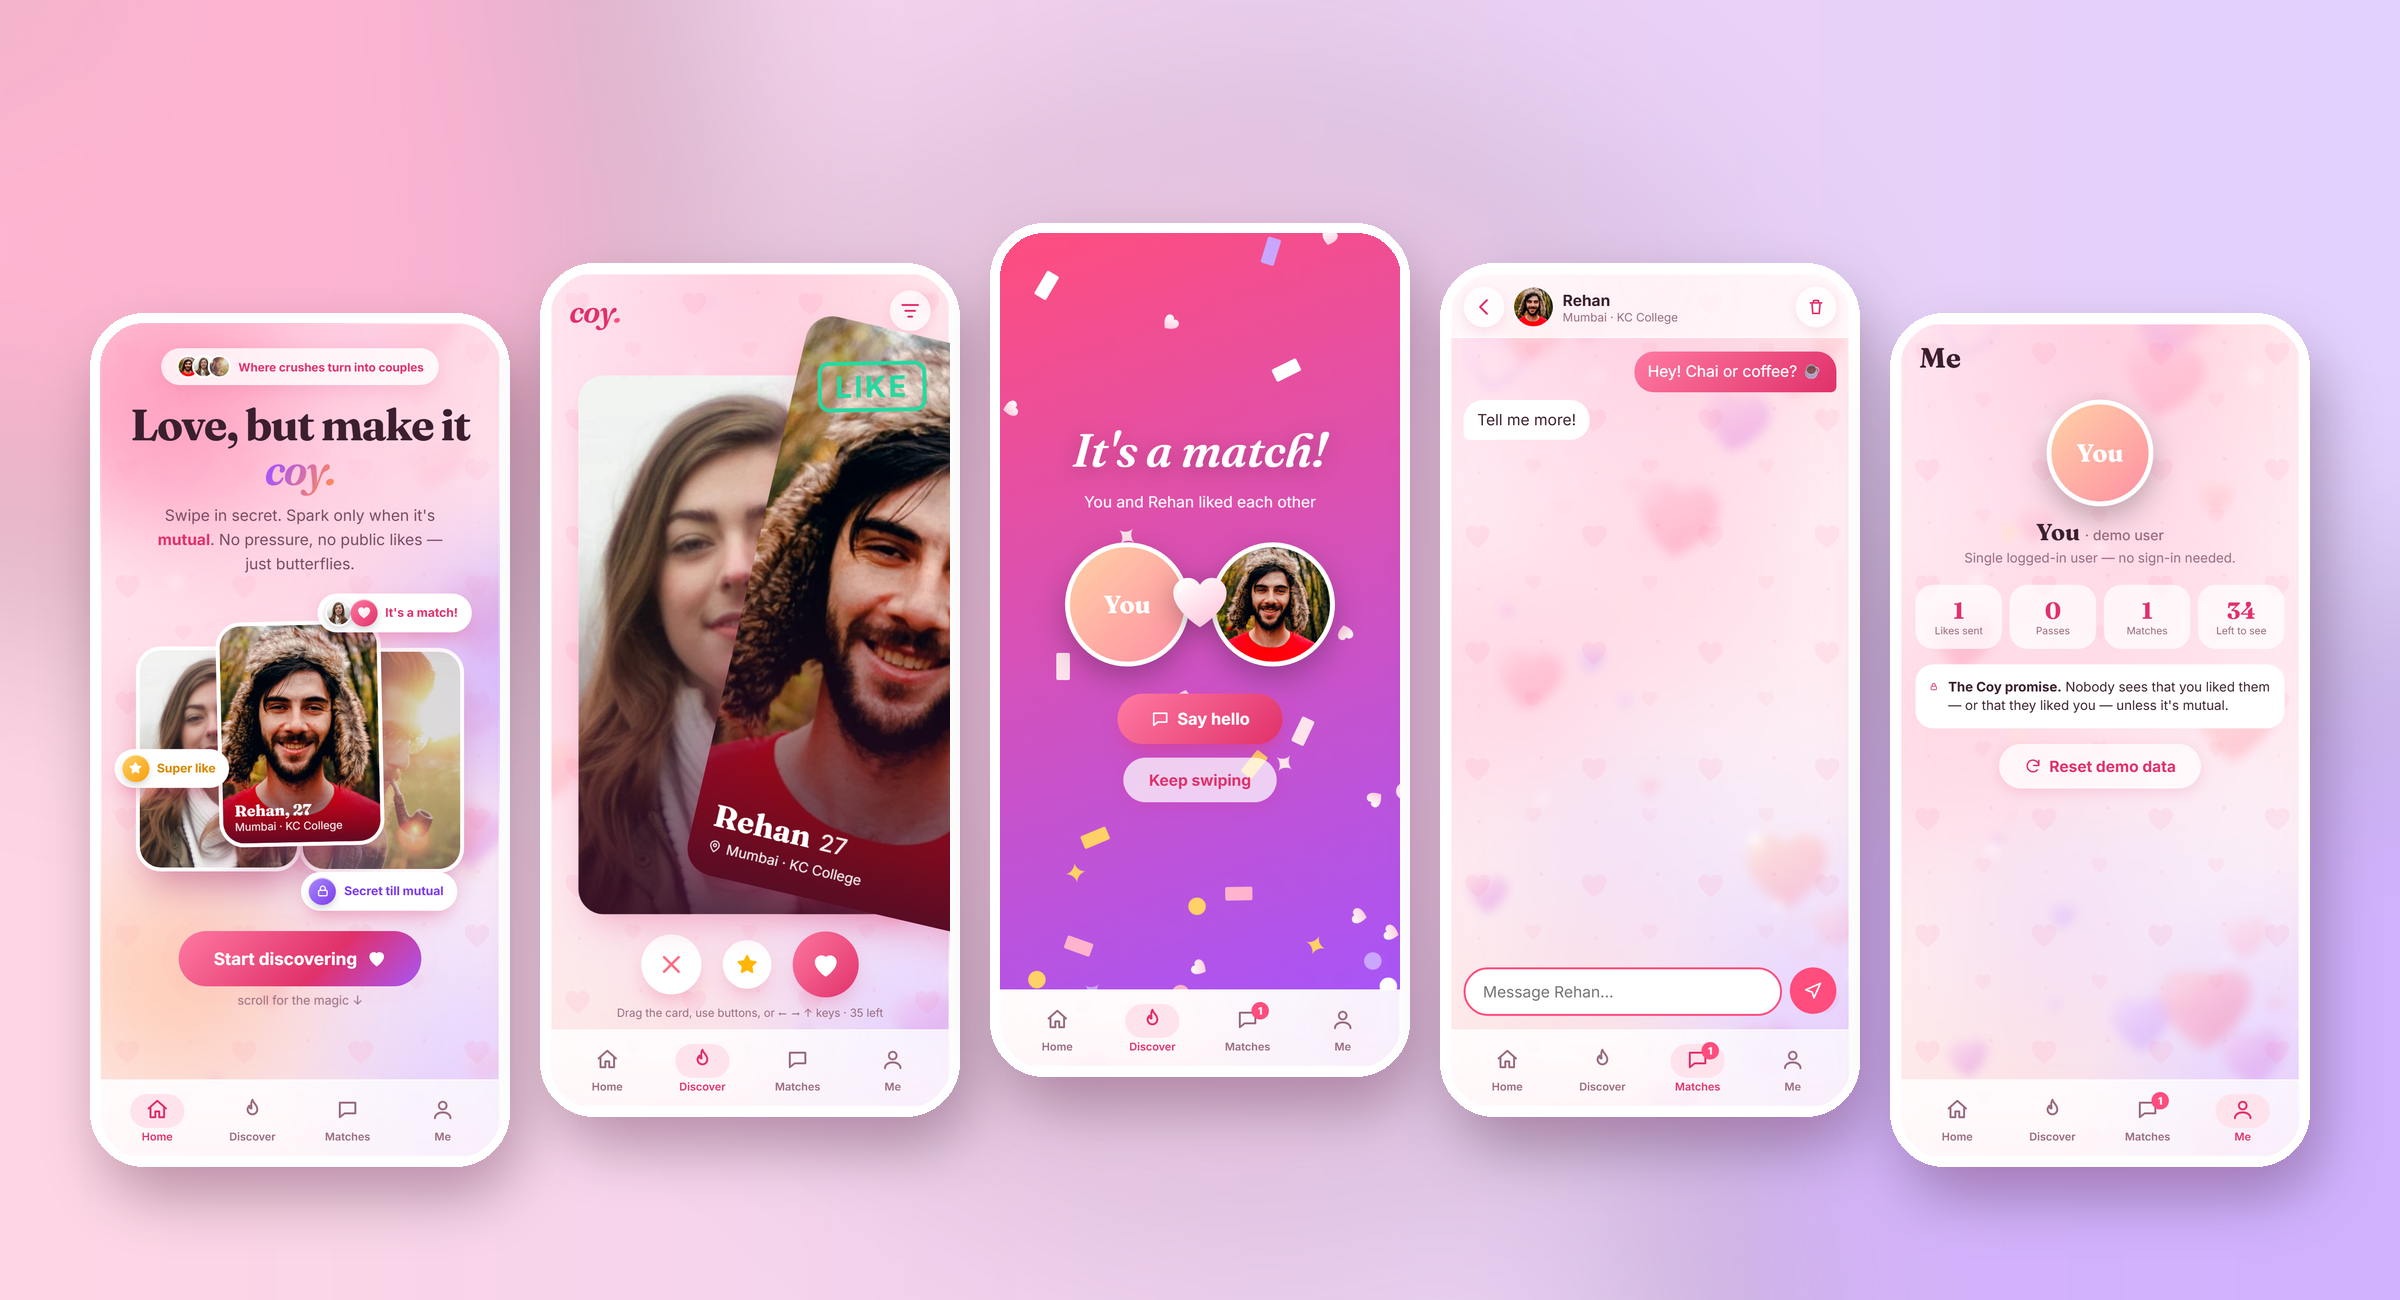 Where crushes turn into couples
Love, but make it
coy.
Swipe in secret. Spark only when it's
mutual. No pressure, no public likes —
just butterflies.
It's a match!
Super like
Rehan, 27
Mumbai · KC College
Secret till mutual
Start discovering
scroll for the magic ↓
Home
Discover
Matches
Me
coy.
LIKE
Rehan 27
Mumbai · KC College
Drag the card, use buttons, or ← → ↑ keys · 35 left
Home
Discover
Matches
Me
It's a match!
You and Rehan liked each other
You
Say hello
Keep swiping
1
Home
Discover
Matches
Me
Rehan
Mumbai · KC College
Hey! Chai or coffee? ☕
Tell me more!
Message Rehan...
1
Home
Discover
Matches
Me
Me
You
You · demo user
Single logged-in user — no sign-in needed.
1
Likes sent
0
Passes
1
Matches
34
Left to see
The Coy promise. Nobody sees that you liked them
— or that they liked you — unless it's mutual.
Reset demo data
1
Home
Discover
Matches
Me